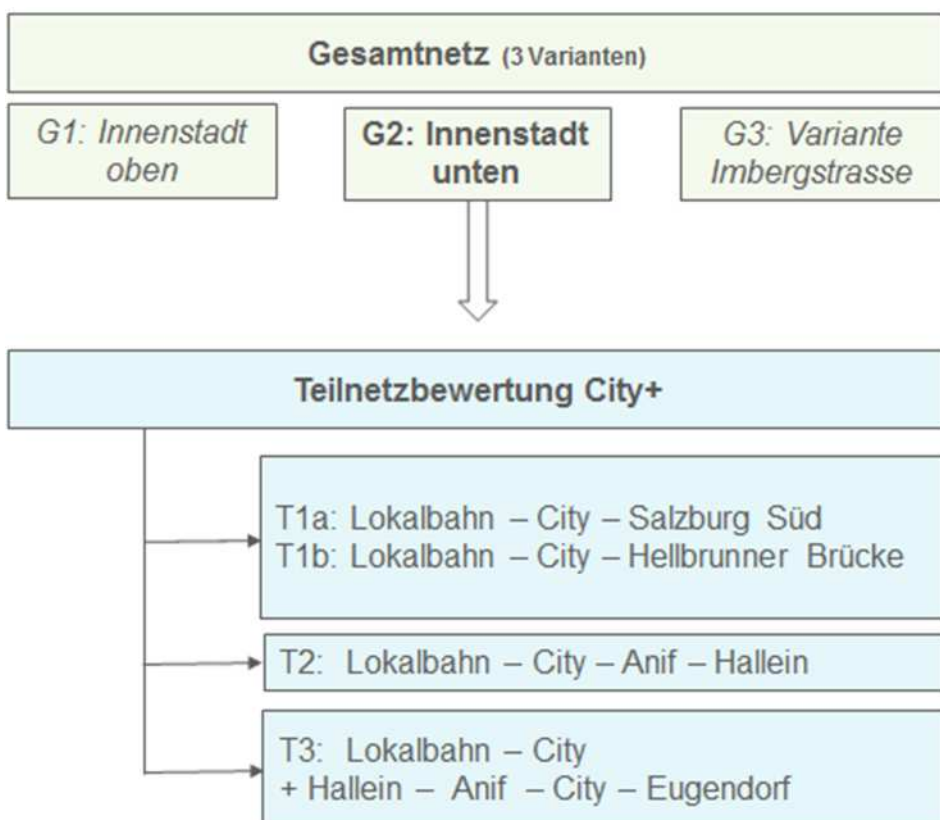 Gesamtnetz (3 Varianten)
G1: Innenstadt
oben
G2: Innenstadt
unten
G3: Variante
Imbergstrasse
Teilnetzbewertung City+
T1a: Lokalbahn – City – Salzburg Süd
T1b: Lokalbahn – City – Hellbrunner Brücke
T2: Lokalbahn – City – Anif – Hallein
T3: Lokalbahn – City
+ Hallein – Anif – City – Eugendorf